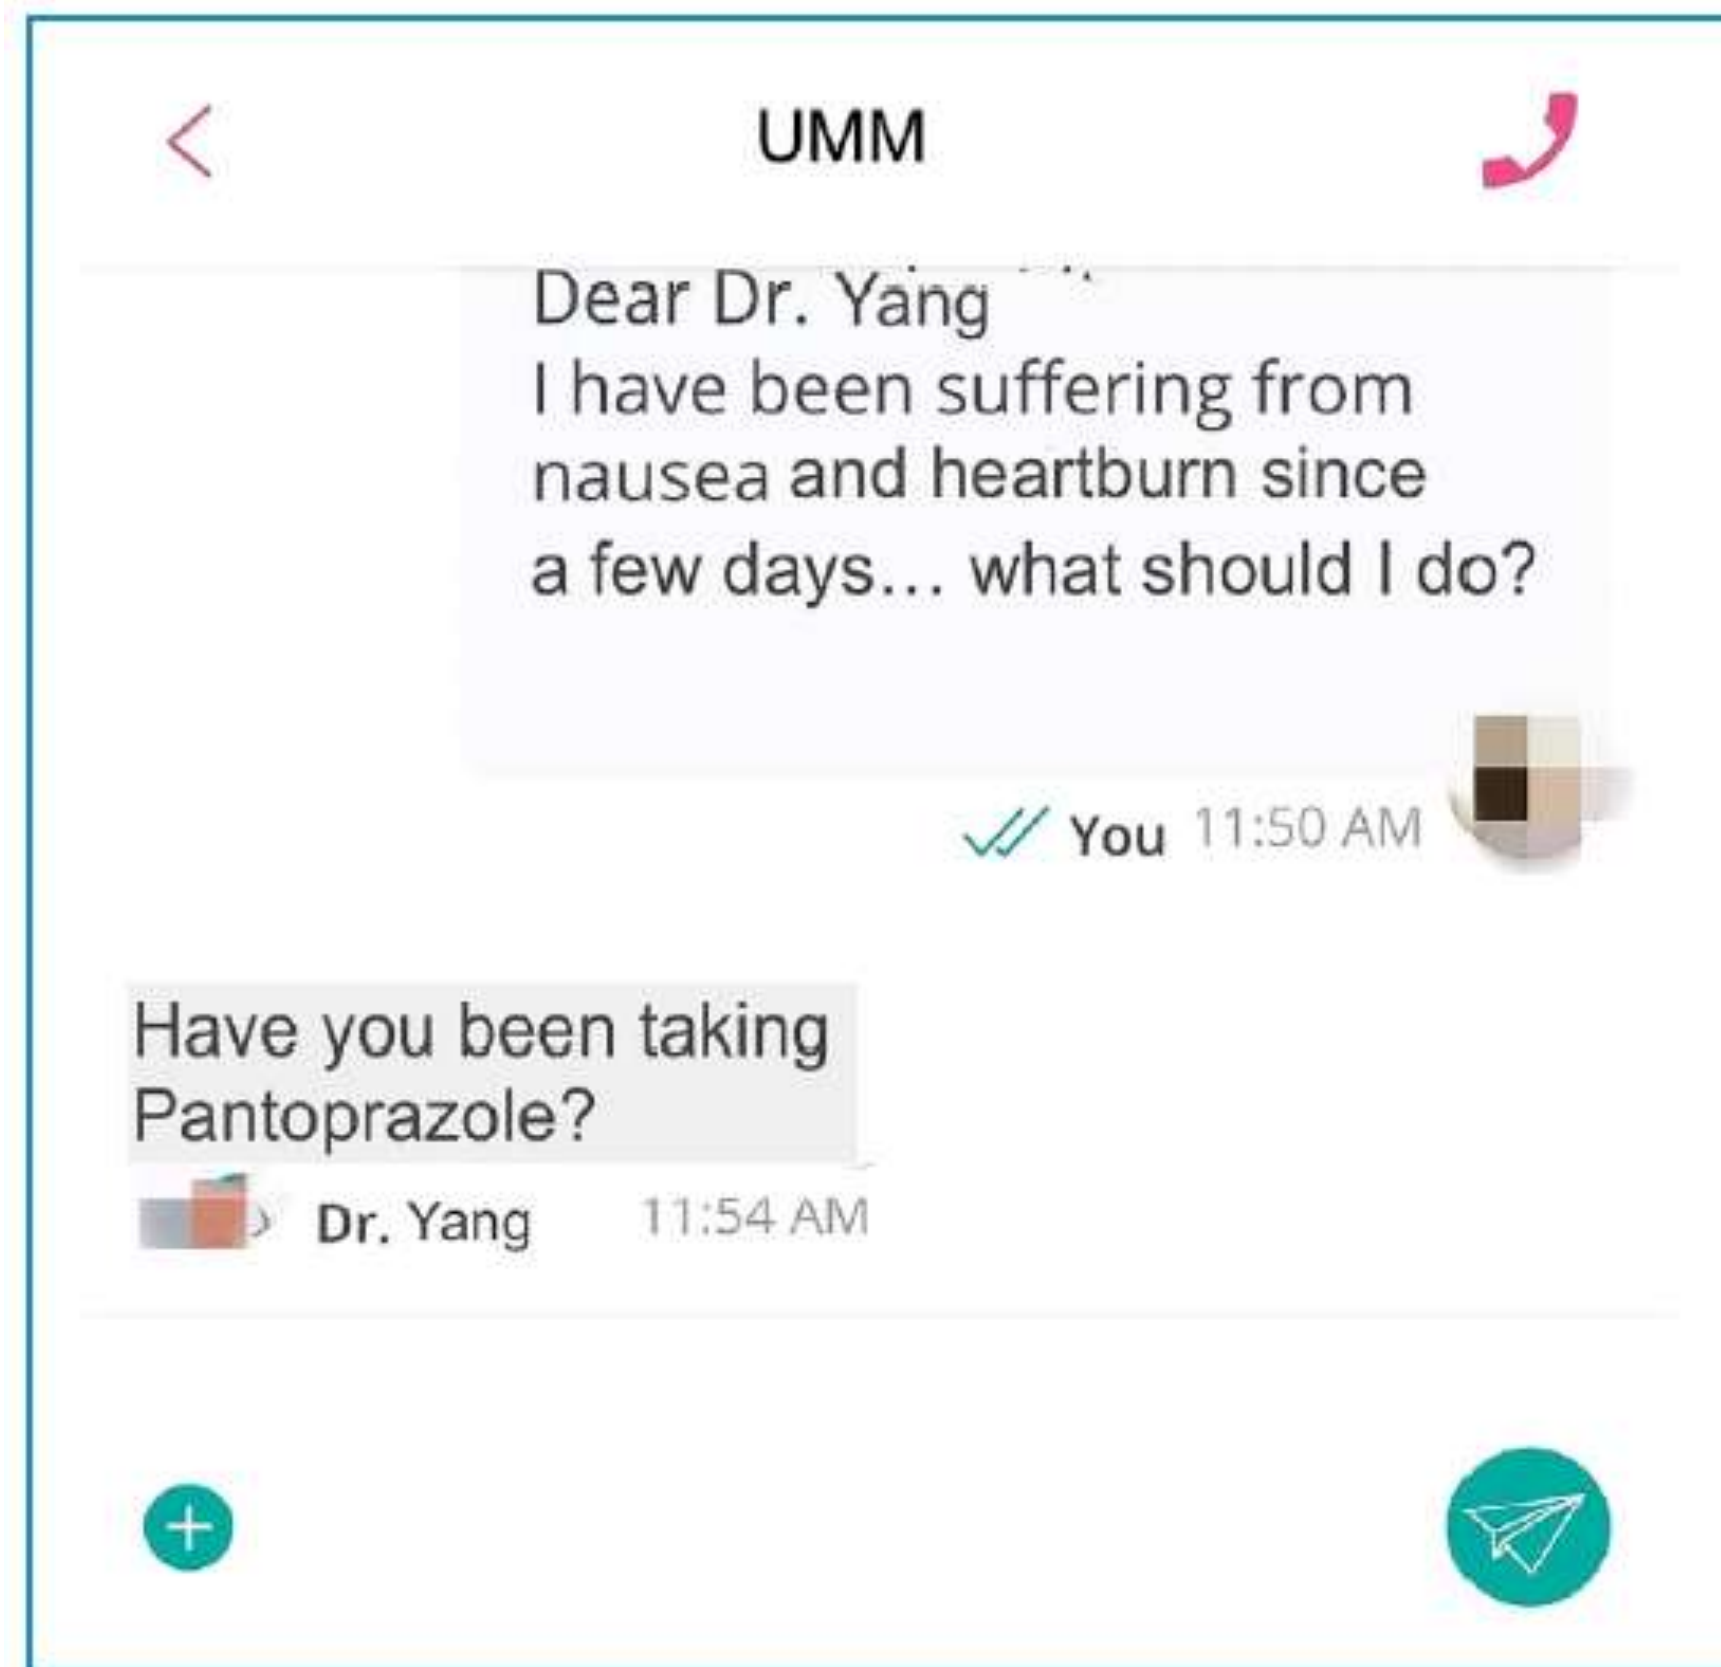 UMM
Dear Dr. Yang
I have been suffering from
nausea and heartburn since
a few days... what should I do?
You 11:50 AM
Have you been taking
Pantoprazole?
Dr. Yang 11:54 AM